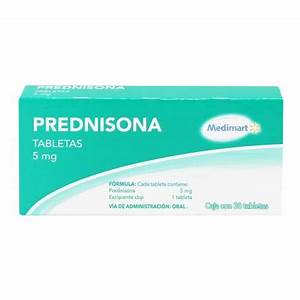 PREDNISONA
TABLETAS
5 mg
Medimart
FÓRMULA: Cada tableta contiene:
Prednisona 5 mg
Excipiente cbp 1 tableta
VÍA DE ADMINISTRACIÓN: ORAL.
Caja con 20 tabletas